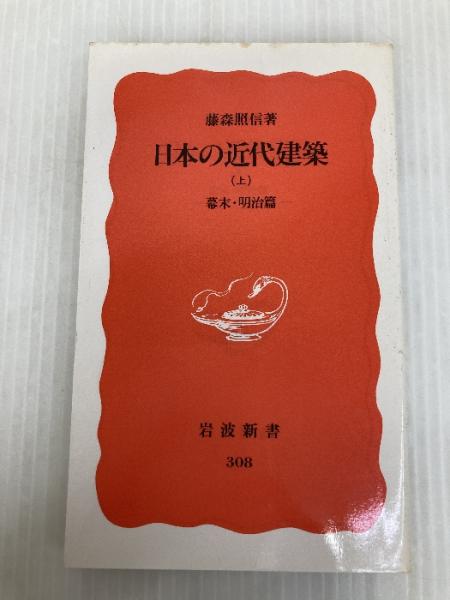 藤森照信著
日本の近代建築
(上)
幕末・明治篇
岩波新書
308